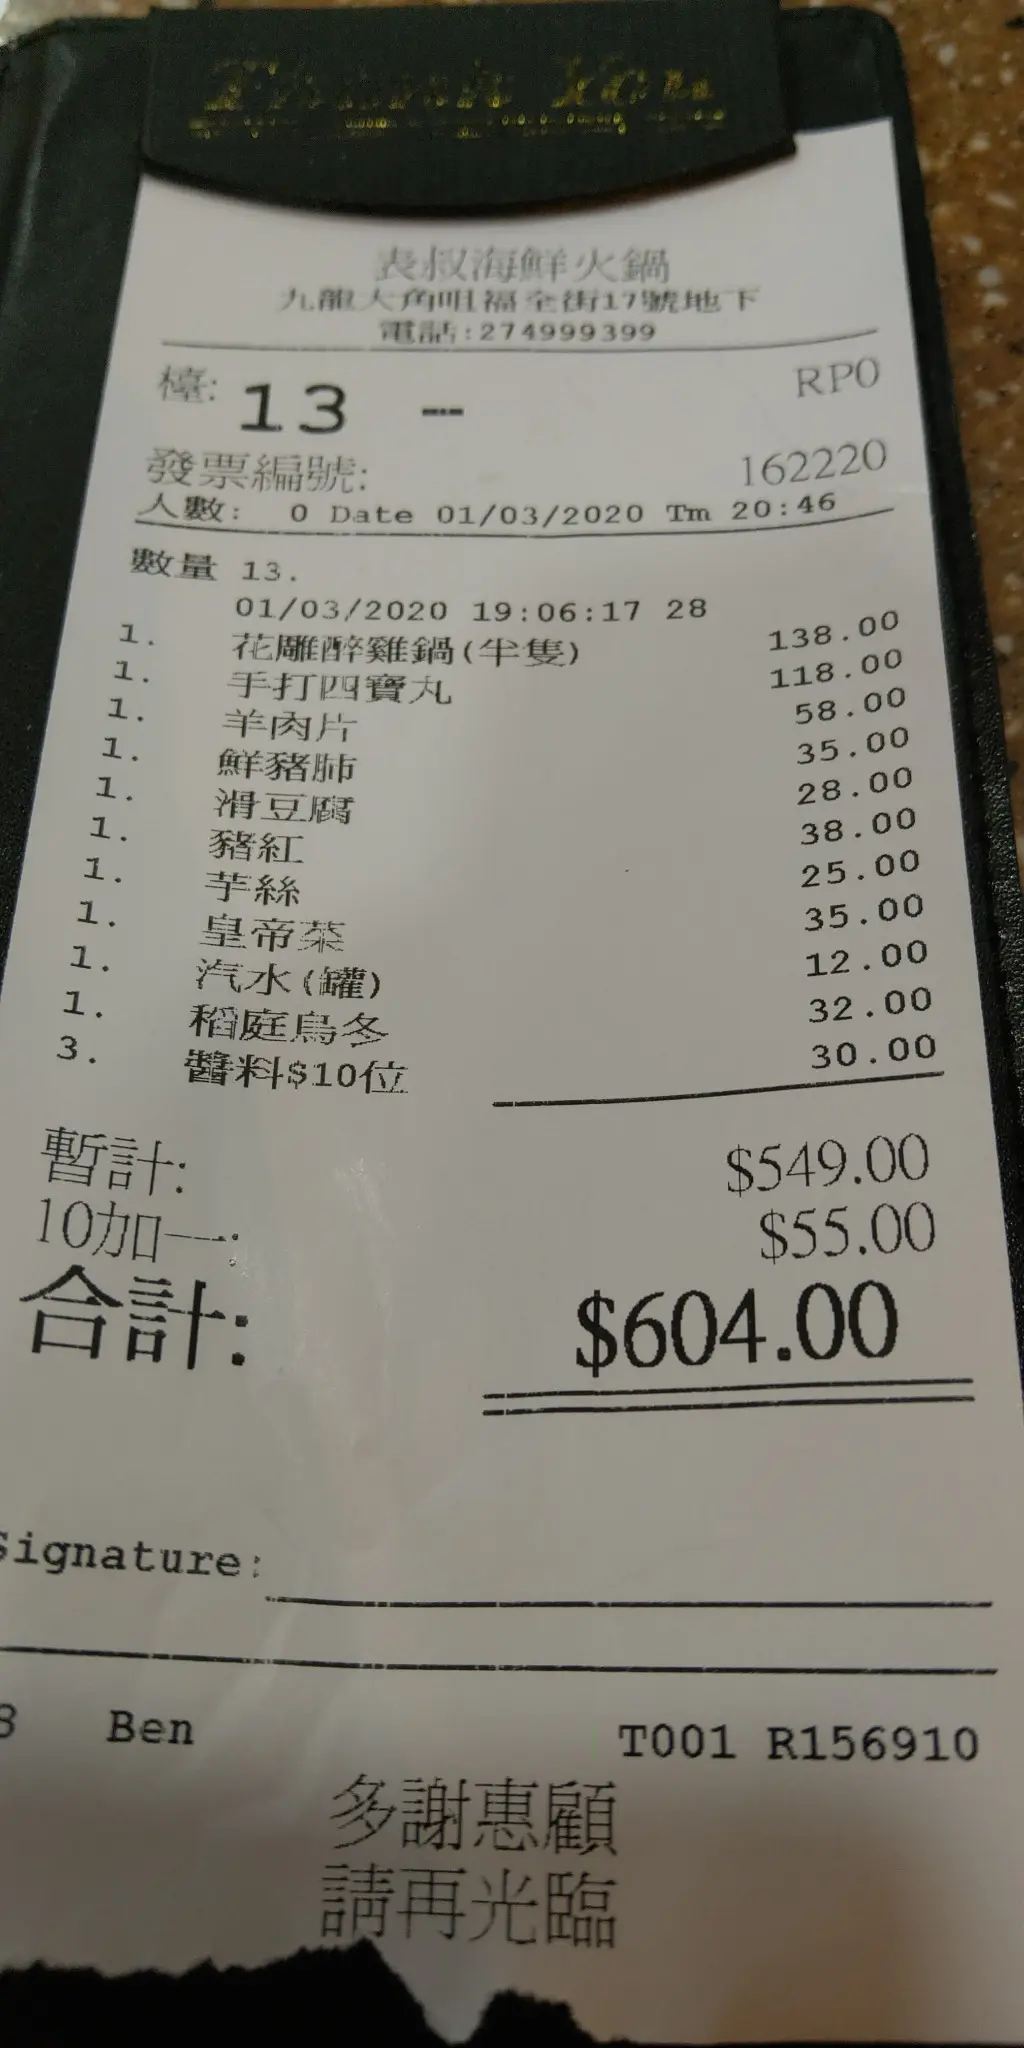 Thank You
表叔海鮮火鍋
九龍大角咀福全街17號地下
電話:274999399
檯: 13 -- RP0
發票編號: 162220
人數: 0 Date 01/03/2020 Tm 20:46
數量 13.
01/03/2020 19:06:17 28
1. 花雕醉雞鍋(半隻) 138.00
1. 手打四寶丸 118.00
1. 羊肉片 58.00
1. 鮮豬肺 35.00
1. 滑豆腐 28.00
1. 豬紅 38.00
1. 芋絲 25.00
1. 皇帝菜 35.00
1. 汽水(罐) 12.00
1. 稻庭烏冬 32.00
3. 醬料$10位 30.00
暫計: $549.00
10加一: $55.00
合計: $604.00
Signature:
8 Ben T001 R156910
多謝惠顧
請再光臨